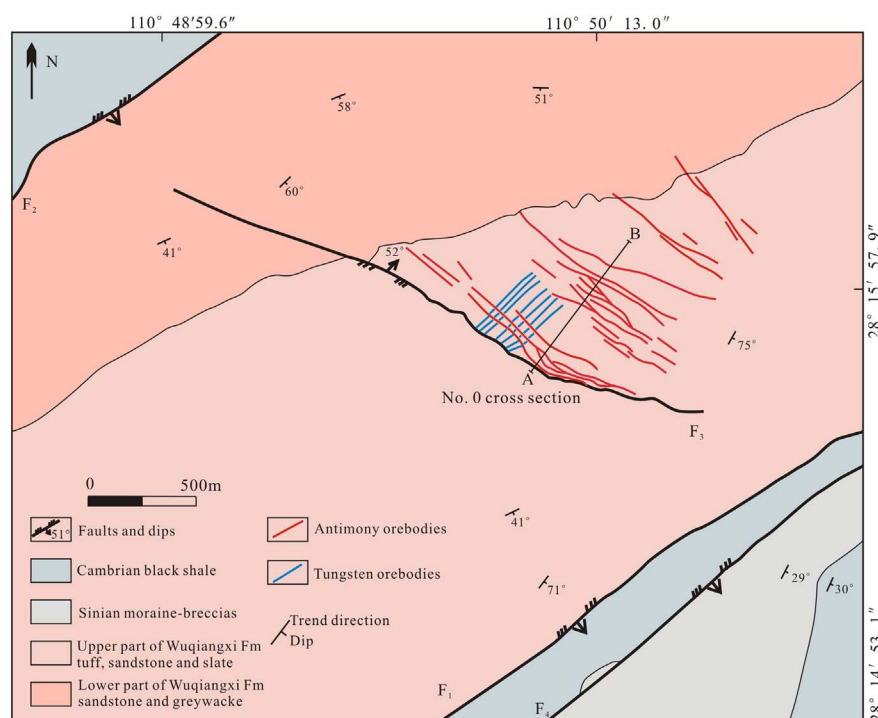 110° 48′59.6″
110° 50′ 13.0″
N
58°
51°
60°
F₂
41°
52°
B
28° 15′ 57.9″
75°
A
No. 0 cross section
F₃
0 500m
51°
Faults and dips
Antimony orebodies
41°
Cambrian black shale
Tungsten orebodies
71°
29°
30°
Sinian moraine-breccias
Trend direction
Dip
Upper part of Wuqiangxi Fm
tuff, sandstone and slate
28° 14′ 53.1″
Lower part of Wuqiangxi Fm
sandstone and greywacke
F₁
F₄